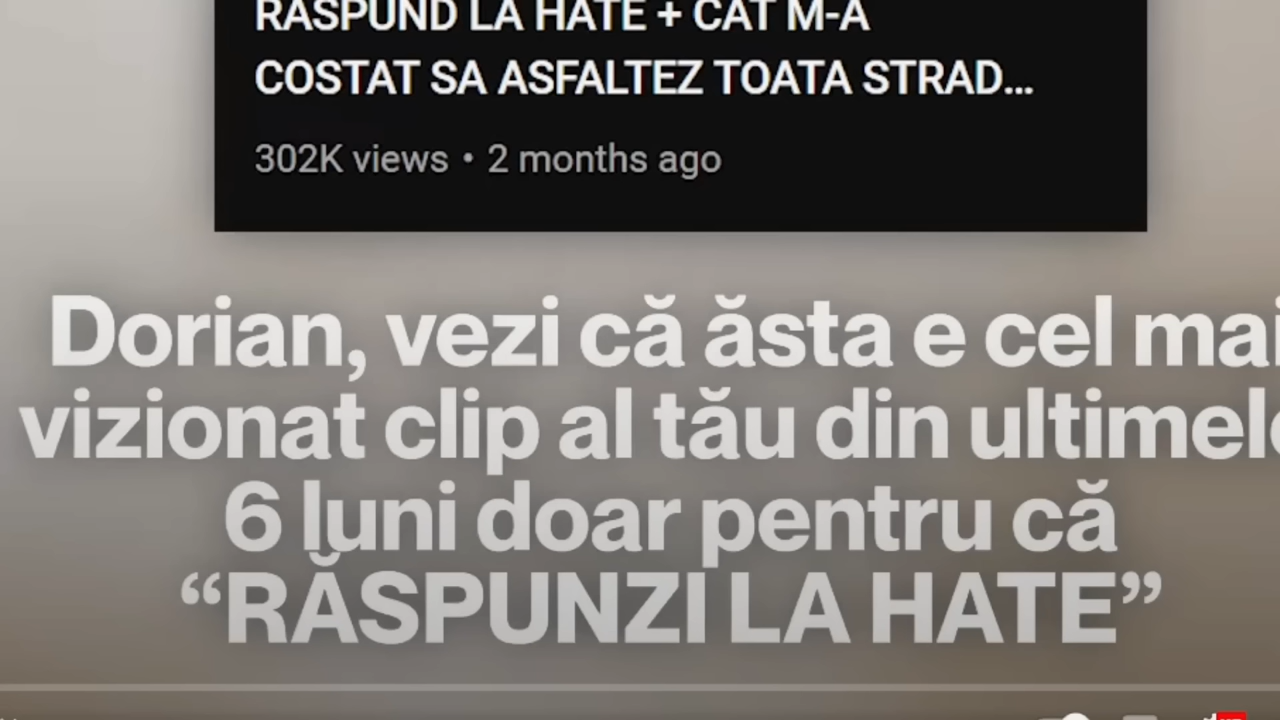 RASPUND LA HATE + CAT M-A
COSTAT SA ASFALTEZ TOATA STRAD...
302K views • 2 months ago
Dorian, vezi că ăsta e cel mai
vizionat clip al tău din ultimele
6 luni doar pentru că
“RĂSPUNZI LA HATE”